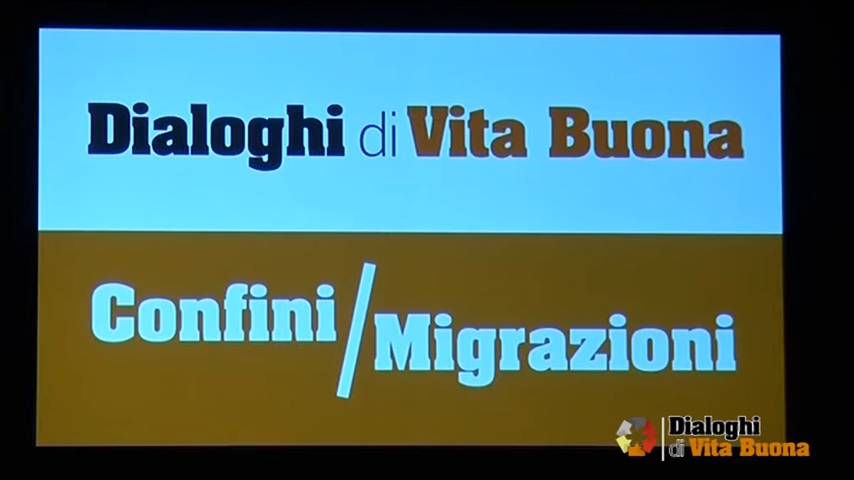 Dialoghi di Vita Buona
Confini/Migrazioni
Dialoghi
di Vita Buona